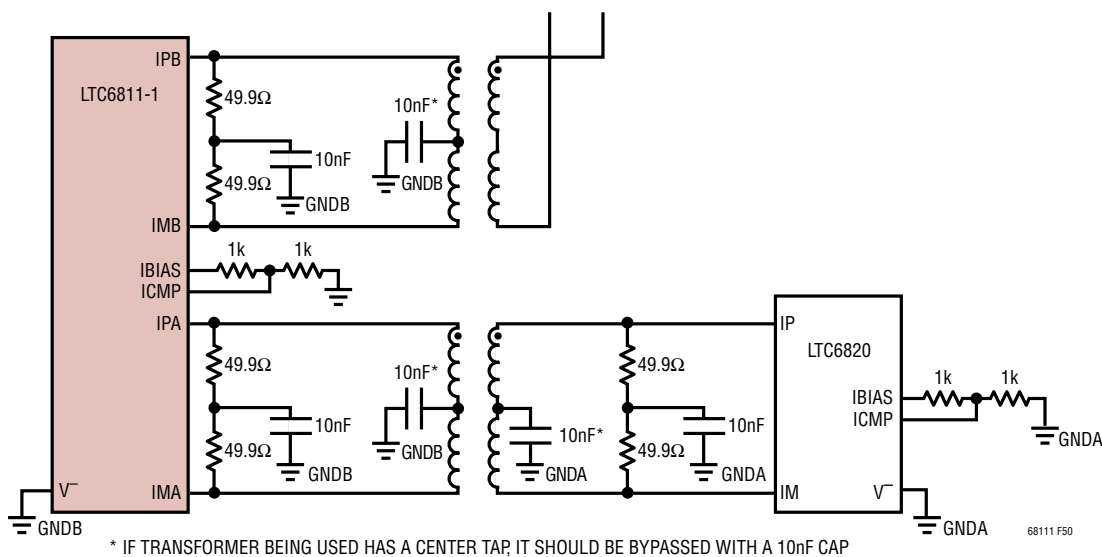 IPB
LTC6811-1
49.9Ω
10nF*
10nF
49.9Ω
GNDB
GNDB
IMB
1k
1k
IBIAS
ICMP
IPA
IP
LTC6820
49.9Ω
10nF*
49.9Ω
1k
1k
IBIAS
10nF
10nF*
10nF
ICMP
49.9Ω
49.9Ω
GNDA
GNDB
GNDB
GNDA
GNDA
V–
IMA
IM
V–
GNDB
GNDA
68111 F50
* IF TRANSFORMER BEING USED HAS A CENTER TAP, IT SHOULD BE BYPASSED WITH A 10nF CAP